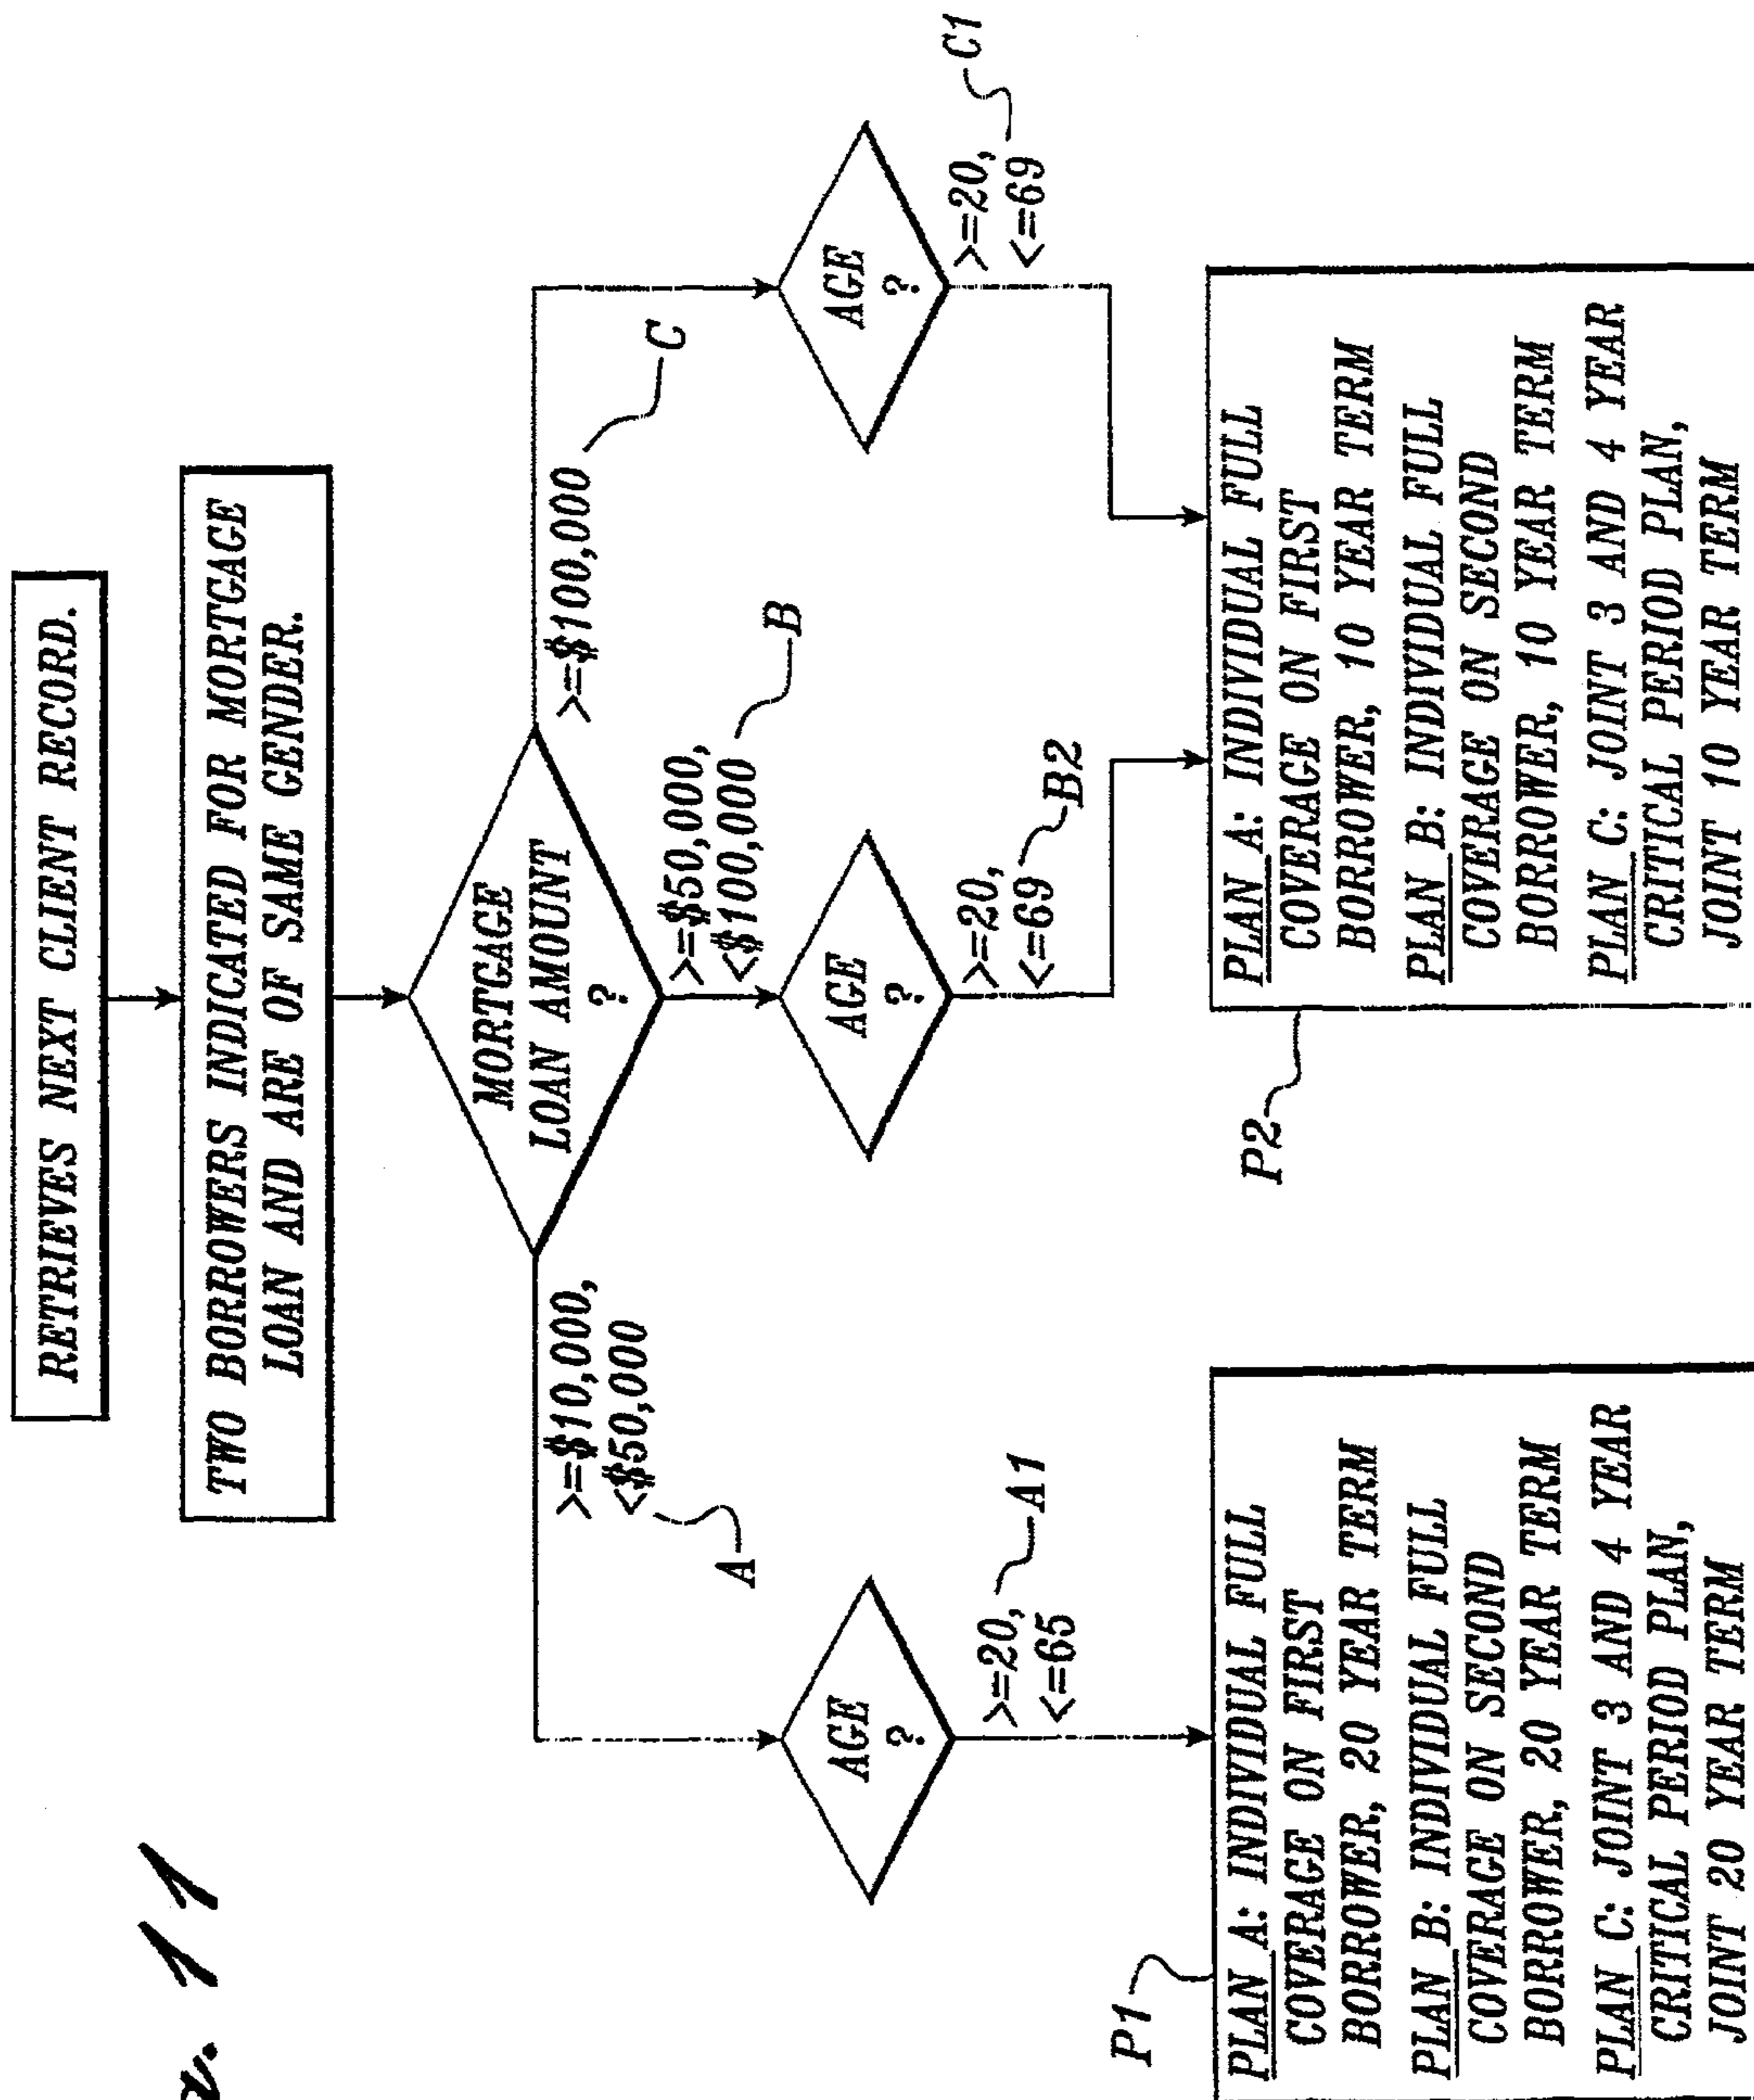 RETRIEVES NEXT CLIENT RECORD.
TWO BORROWERS INDICATED FOR MORTGAGE
LOAN AND ARE OF SAME GENDER.
MORTGAGE
LOAN AMOUNT
?
>=$10,000,
<$50,000
A
>=$50,000,
<$100,000
B
>=$100,000
C
AGE
?
>=20,
<=65
A1
AGE
?
>=20,
<=69
B2
AGE
?
>=20,
<=69
C1
P1
PLAN A: INDIVIDUAL FULL
COVERAGE ON FIRST
BORROWER, 20 YEAR TERM
PLAN B: INDIVIDUAL FULL
COVERAGE ON SECOND
BORROWER, 20 YEAR TERM
PLAN C: JOINT 3 AND 4 YEAR
CRITICAL PERIOD PLAN,
JOINT 20 YEAR TERM
P2
PLAN A: INDIVIDUAL FULL
COVERAGE ON FIRST
BORROWER, 10 YEAR TERM
PLAN B: INDIVIDUAL FULL
COVERAGE ON SECOND
BORROWER, 10 YEAR TERM
PLAN C: JOINT 3 AND 4 YEAR
CRITICAL PERIOD PLAN,
JOINT 10 YEAR TERM
11